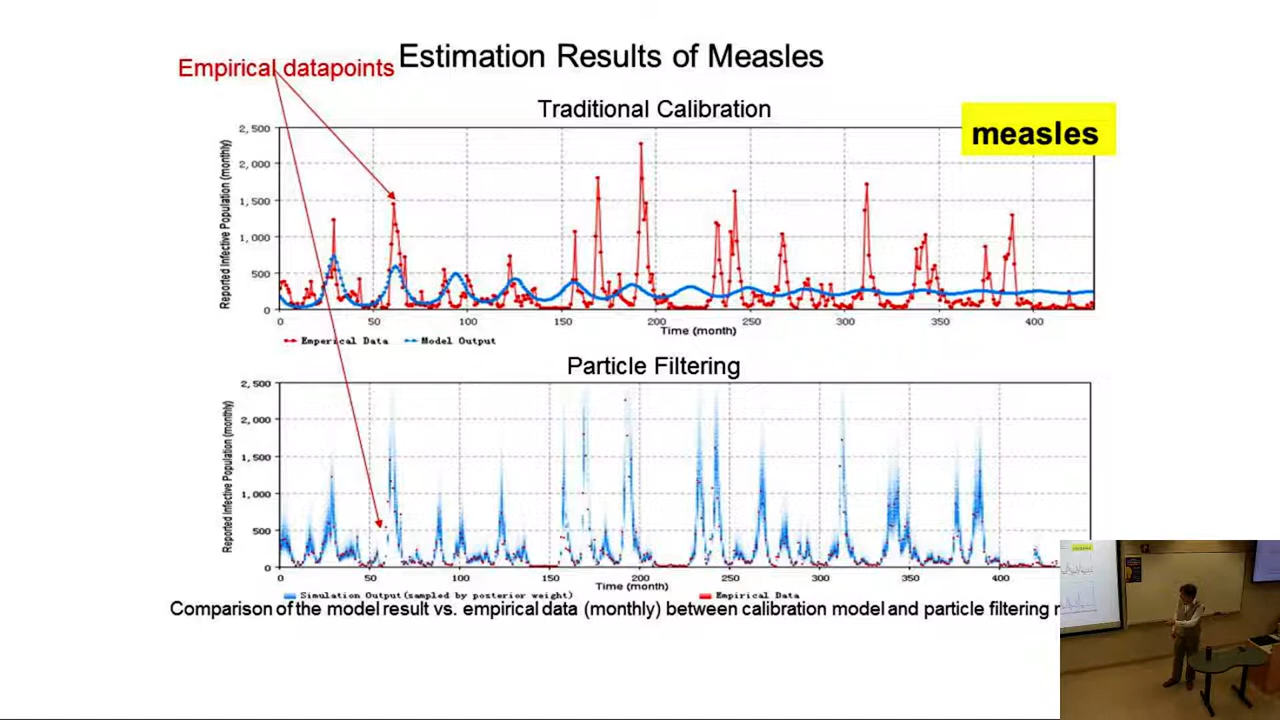 Estimation Results of Measles
Empirical datapoints
Traditional Calibration
measles
Reported Infective Population (monthly)
2,500
2,000
1,500
1,000
500
0
0 50 100 150 200 250 300 350 400
Time (month)
Emperical Data Model Output
Particle Filtering
Reported Infective Population (monthly)
2,500
2,000
1,500
1,000
500
0
0 50 100 150 200 250 300 350 400
Time (month)
Simulation Output(sampled by posterior weight) Empirical Data
Comparison of the model result vs. empirical data (monthly) between calibration model and particle filtering